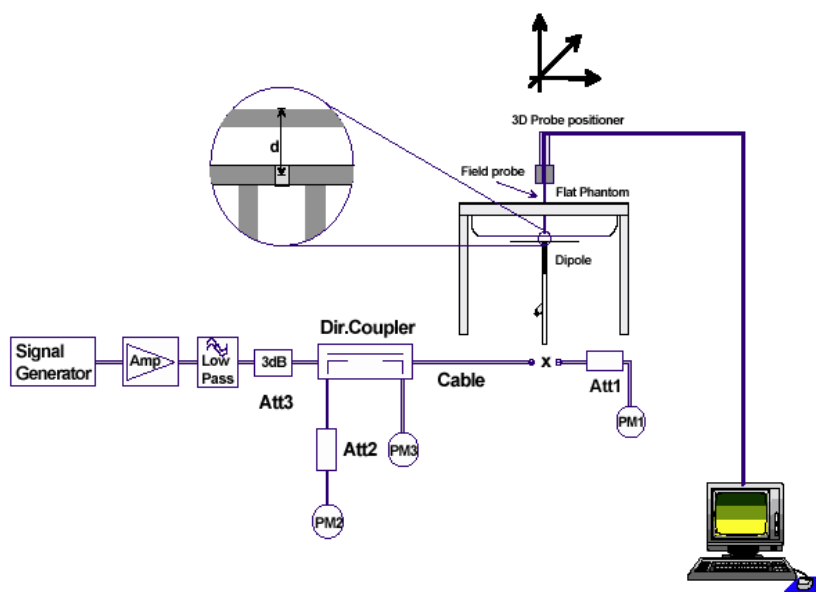 3D Probe positioner
d
Field probe
Flat Phantom
Dipole
Dir.Coupler
Signal
Generator
Amp
Low
Pass
3dB
Cable
x
Att1
Att3
Att2
PM3
PM1
PM2